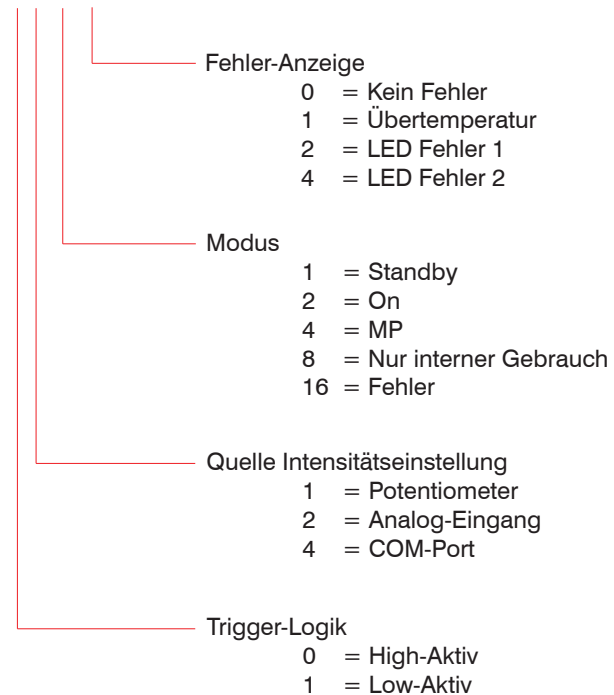 Fehler-Anzeige
0 = Kein Fehler
1 = Übertemperatur
2 = LED Fehler 1
4 = LED Fehler 2
Modus
1 = Standby
2 = On
4 = MP
8 = Nur interner Gebrauch
16 = Fehler
Quelle Intensitätseinstellung
1 = Potentiometer
2 = Analog-Eingang
4 = COM-Port
Trigger-Logik
0 = High-Aktiv
1 = Low-Aktiv